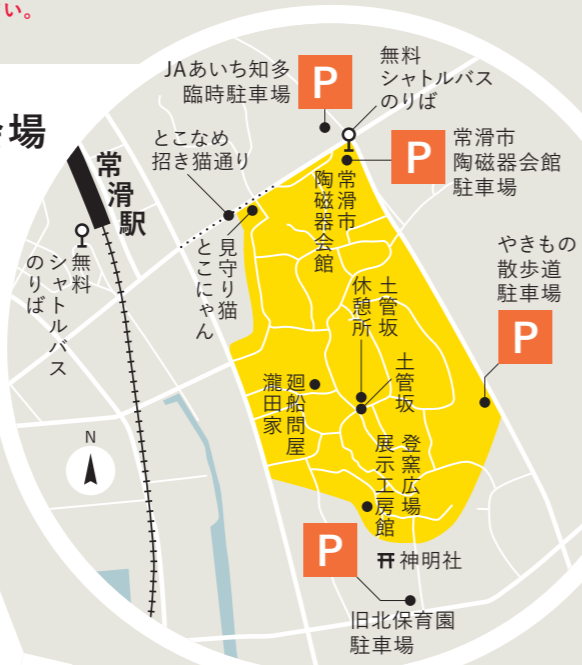 い。
場
JAあいち知多
臨時駐車場
P
無料
シャトルバス
のりば
P
常滑市
陶磁器会館
駐車場
とこなめ
招き猫通り
常滑駅
無料
シャトルバス
のりば
見守り猫
とこにゃん
常滑市
陶磁器会館
やきもの
散歩道
駐車場
P
土管坂
休憩所
土管坂
廻船問屋
瀧田家
登窯広場
展示工房館
N
P
神明社
旧北保育園
駐車場